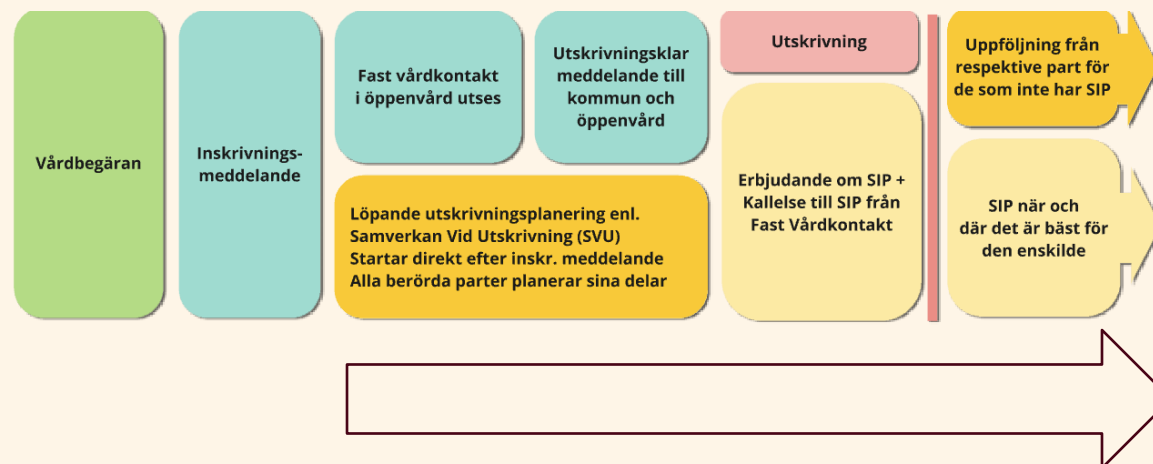 Vårdbegäran
Inskrivnings-
meddelande
Fast vårdkontakt
i öppenvård utses
Utskrivningsklar
meddelande till
kommun och
öppenvård
Löpande utskrivningsplanering enl.
Samverkan Vid Utskrivning (SVU)
Startar direkt efter inskr. meddelande
Alla berörda parter planerar sina delar
Utskrivning
Erbjudande om SIP +
Kallelse till SIP från
Fast Vårdkontakt
Uppföljning från
respektive part för
de som inte har SIP
SIP när och
där det är bäst för
den enskilde